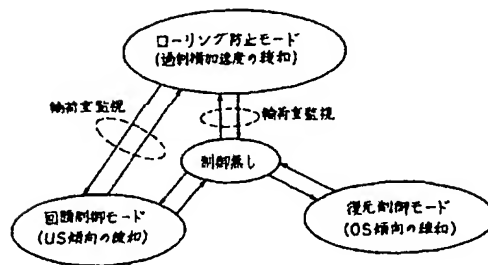 ローリング防止モード
(過剰横加速度の緩和)
輪荷重監視
輪荷重監視
制御無し
回頭制御モード
(US傾向の緩和)
復元制御モード
(OS傾向の緩和)